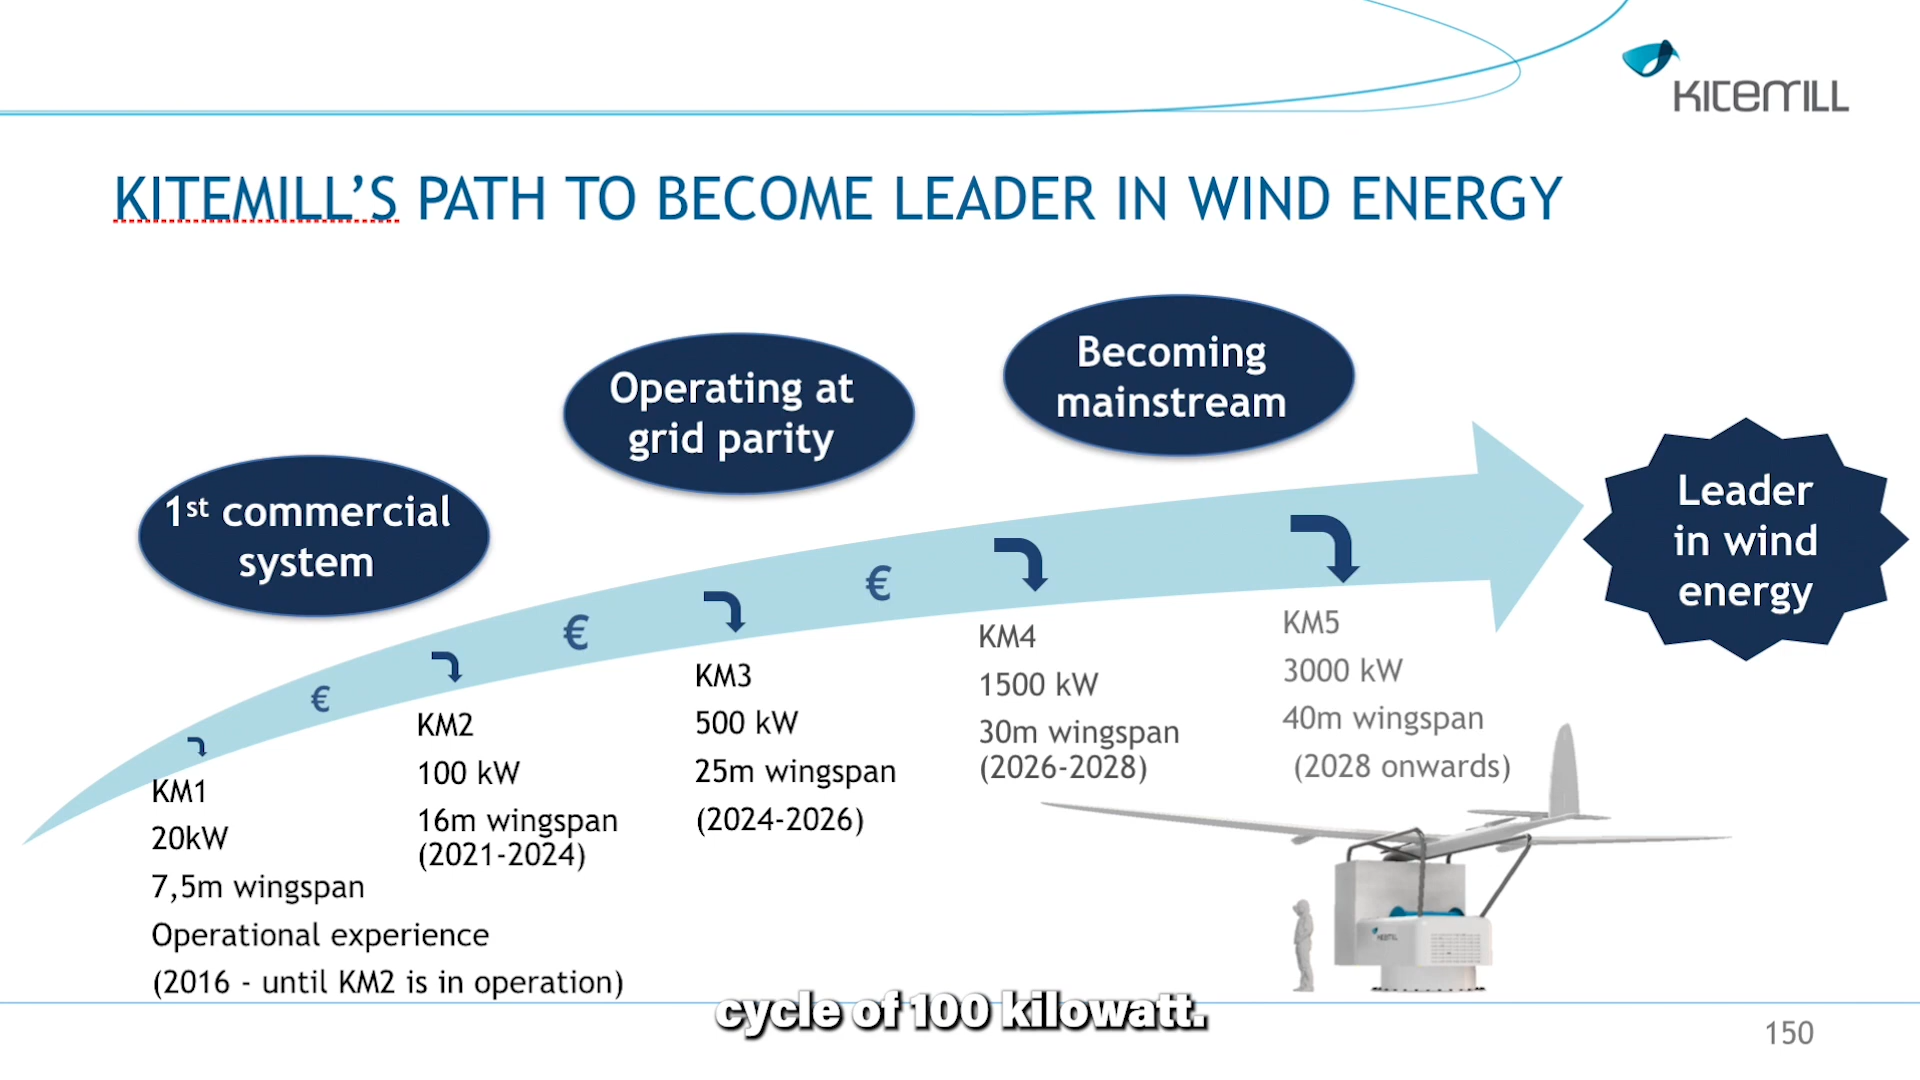 KITEMILL
KITEMILL'S PATH TO BECOME LEADER IN WIND ENERGY
1st commercial
system
Operating at
grid parity
Becoming
mainstream
Leader
in wind
energy
€
€
€
KM1
20kW
7,5m wingspan
Operational experience
(2016 - until KM2 is in operation)
KM2
100 kW
16m wingspan
(2021-2024)
KM3
500 kW
25m wingspan
(2024-2026)
KM4
1500 kW
30m wingspan
(2026-2028)
KM5
3000 kW
40m wingspan
(2028 onwards)
KITEMILL
cycle of 100 kilowatt.
150